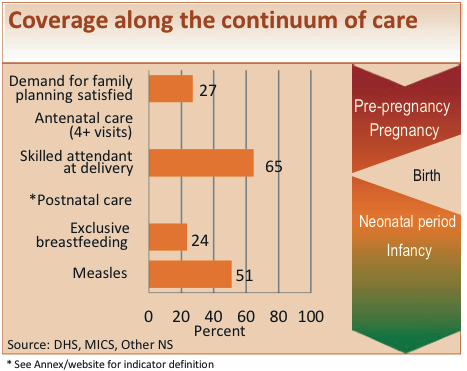 Coverage along the continuum of care
Demand for family
planning satisfied
27
Antenatal care
(4+ visits)
Skilled attendant
at delivery
65
*Postnatal care
Exclusive
breastfeeding
24
Measles
51
0 20 40 60 80 100
Percent
Source: DHS, MICS, Other NS
Pre-pregnancy
Pregnancy
Birth
Neonatal period
Infancy
* See Annex/website for indicator definition